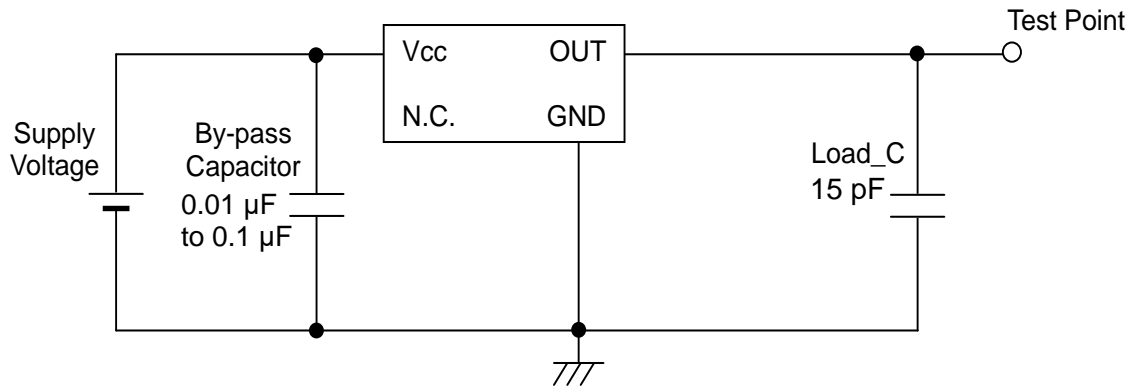 Test Point
Vcc OUT
N.C. GND
Supply
Voltage
By-pass
Capacitor
0.01 µF
to 0.1 µF
Load_C
15 pF